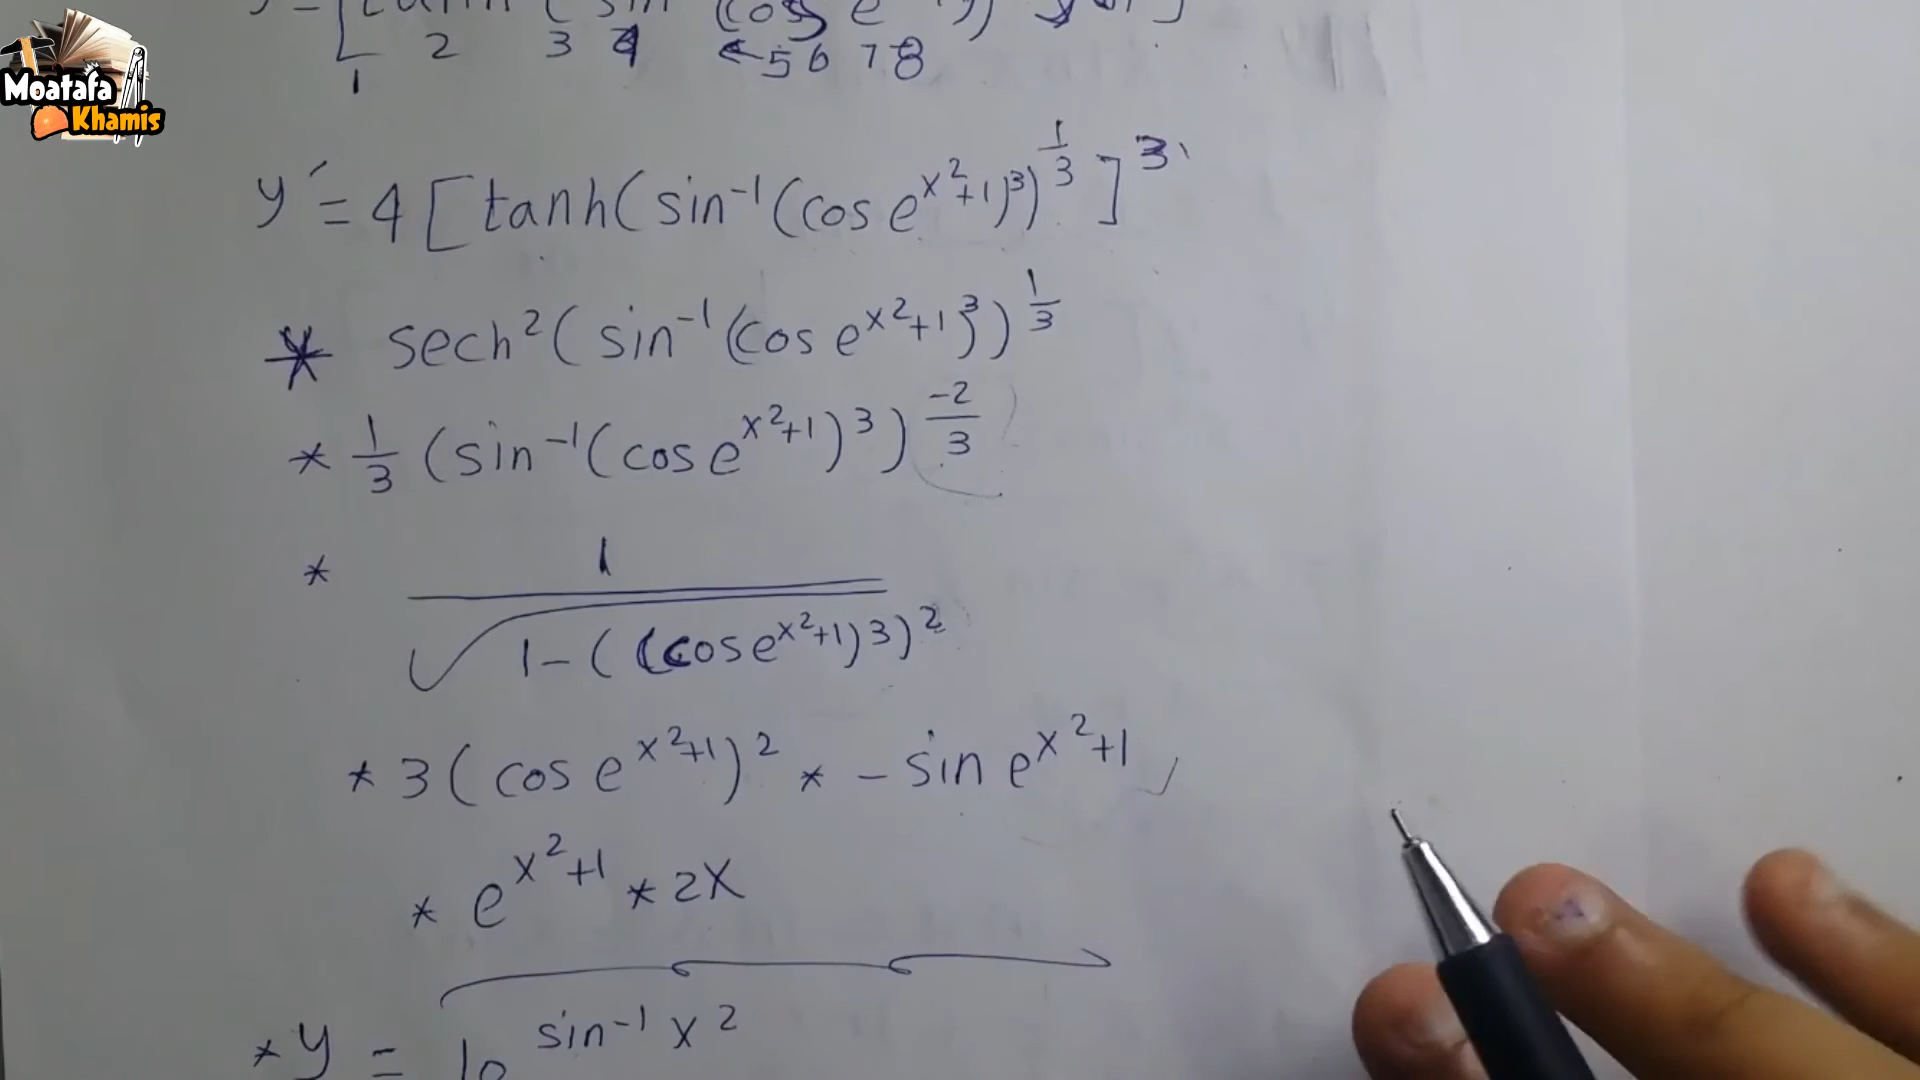 Moatafa
Khamis
1 2 3 4 ←5 6 7 8
y′ = 4 [tanh(sin⁻¹(cos e^(x²+1))³)^(1/3)]³
* sech²(sin⁻¹(cos e^(x²+1))³)^(1/3)
* 1/3 (sin⁻¹(cos e^(x²+1))³)^(-2/3)
* 1 / √(1-((cos e^(x²+1))³)²)
* 3(cos e^(x²+1))² * - sin e^(x²+1)
* e^(x²+1) * 2x
* y = 10^(sin⁻¹ x²)